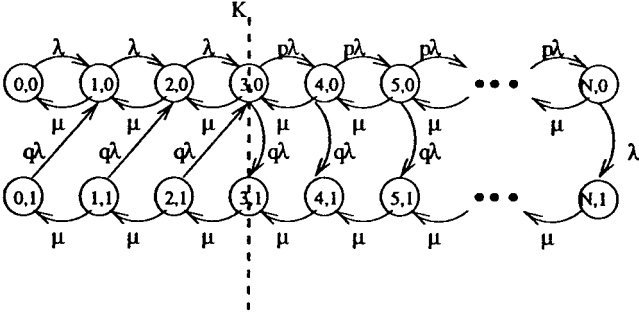 K
λ λ λ pλ pλ pλ pλ
0,0 1,0 2,0 3,0 4,0 5,0 ••• N,0
μ μ μ μ μ μ μ
qλ qλ qλ qλ qλ qλ λ
0,1 1,1 2,1 3,1 4,1 5,1 ••• N,1
μ μ μ μ μ μ μ